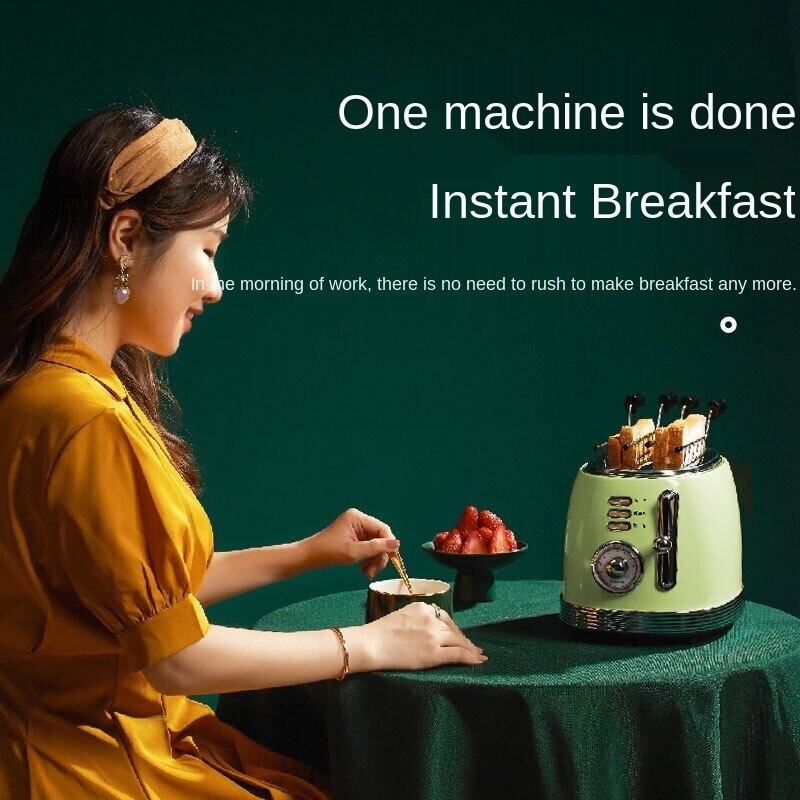 One machine is done
Instant Breakfast
In the morning of work, there is no need to rush to make breakfast any more.